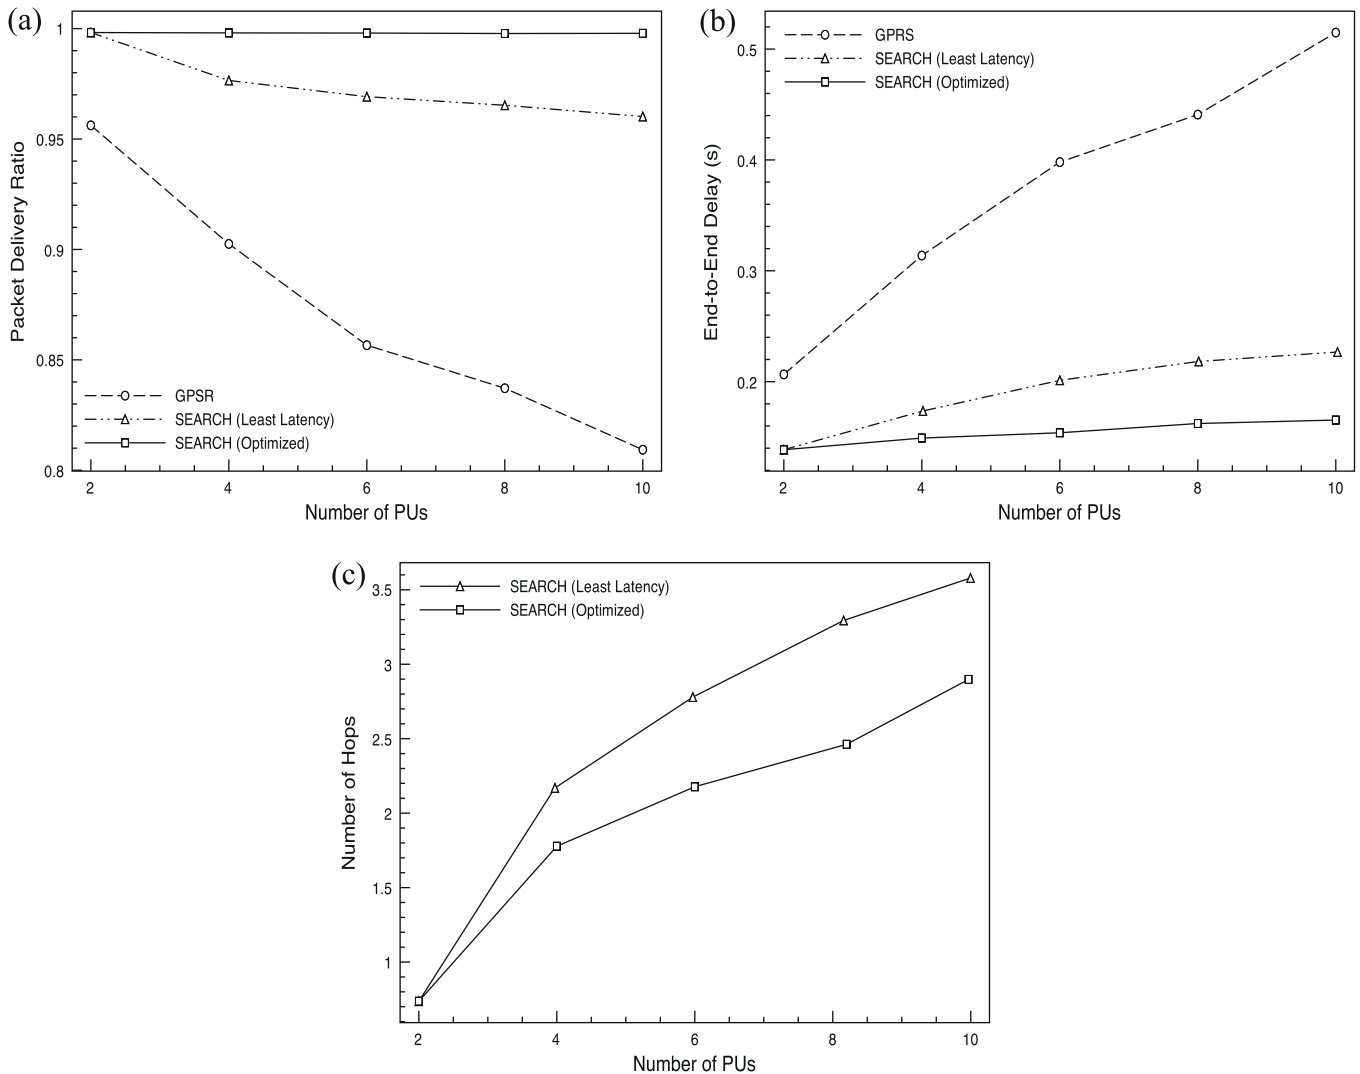 (a)
1
0.95
0.9
0.85
0.8
Packet Delivery Ratio
GPSR
SEARCH (Least Latency)
SEARCH (Optimized)
2 4 6 8 10
Number of PUs
(b)
0.5
0.4
0.3
0.2
End-to-End Delay (s)
GPRS
SEARCH (Least Latency)
SEARCH (Optimized)
2 4 6 8 10
Number of PUs
(c)
3.5
3
2.5
2
1.5
1
Number of Hops
SEARCH (Least Latency)
SEARCH (Optimized)
2 4 6 8 10
Number of PUs